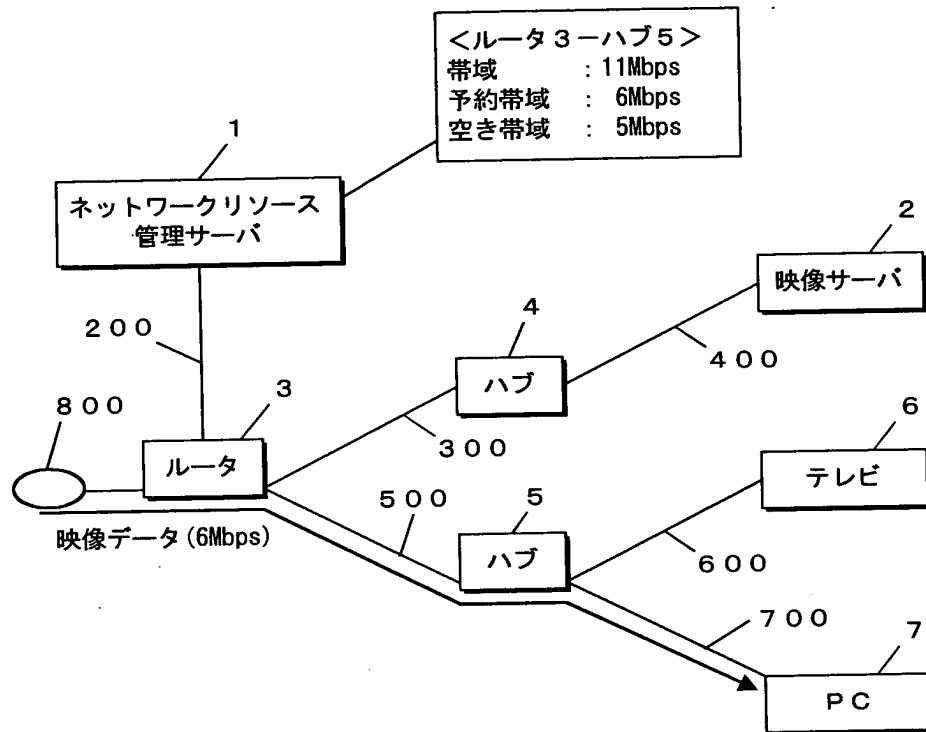 <ルータ３－ハブ５>
帯域 : 11Mbps
予約帯域 : 6Mbps
空き帯域 : 5Mbps
1
ネットワークリソース
管理サーバ
2
映像サーバ
200
4
ハブ
400
800
3
ルータ
300
6
テレビ
映像データ(6Mbps)
500
5
ハブ
600
700
7
PC